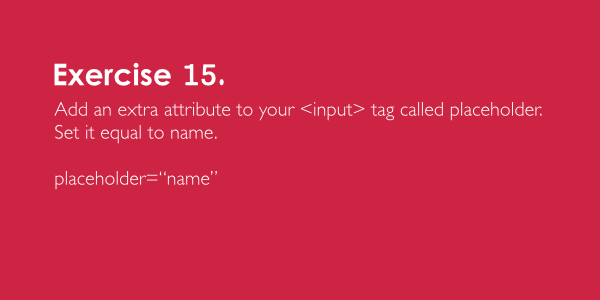 Exercise 15.
Add an extra attribute to your <input> tag called placeholder.
Set it equal to name.
placeholder=“name”